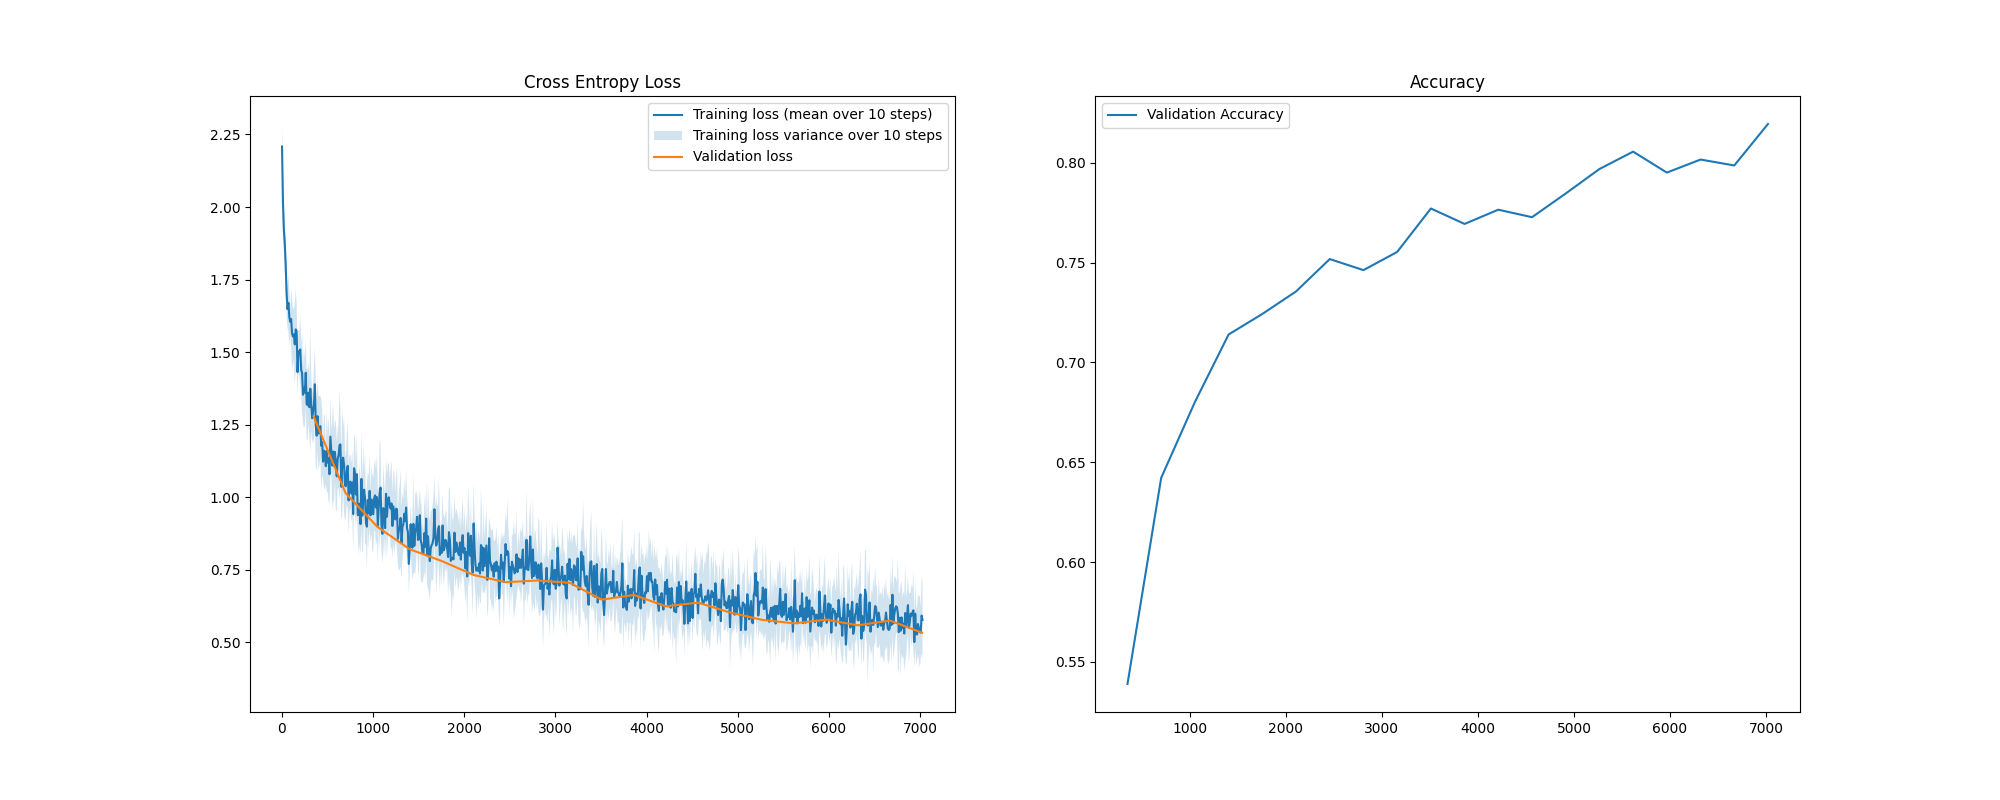 Cross Entropy Loss
Training loss (mean over 10 steps)
Training loss variance over 10 steps
Validation loss
2.25
2.00
1.75
1.50
1.25
1.00
0.75
0.50
0 1000 2000 3000 4000 5000 6000 7000
Accuracy
Validation Accuracy
0.80
0.75
0.70
0.65
0.60
0.55
1000 2000 3000 4000 5000 6000 7000